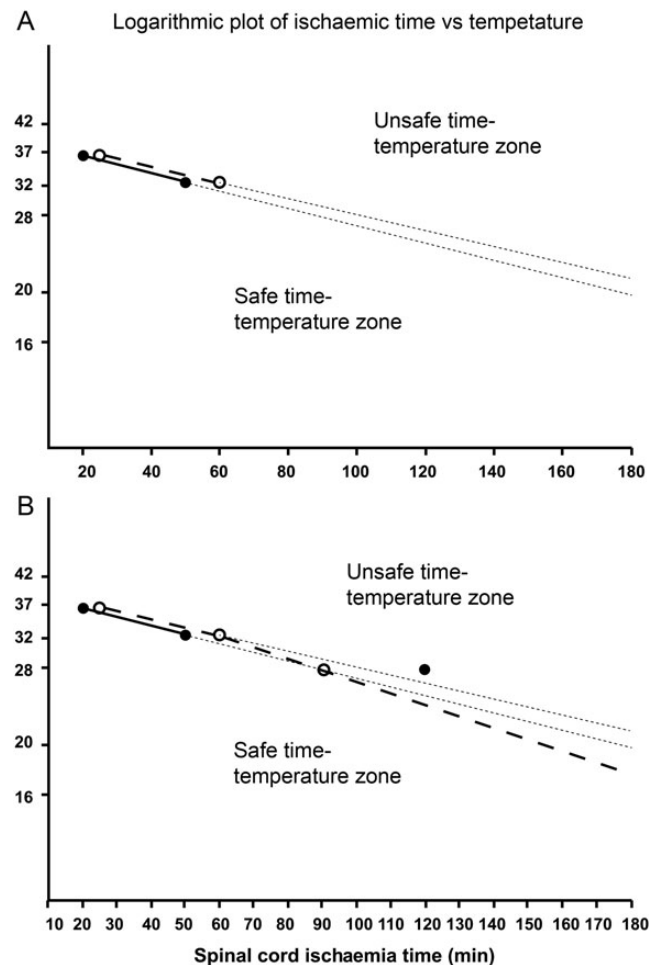 A
Logarithmic plot of ischaemic time vs tempetature
42
37
32
28
20
16
Unsafe time-
temperature zone
Safe time-
temperature zone
20 40 60 80 100 120 140 160 180
B
42
37
32
28
20
16
Unsafe time-
temperature zone
Safe time-
temperature zone
10 20 30 40 50 60 70 80 90 100 110 120 130 140 150 160 170 180
Spinal cord ischaemia time (min)